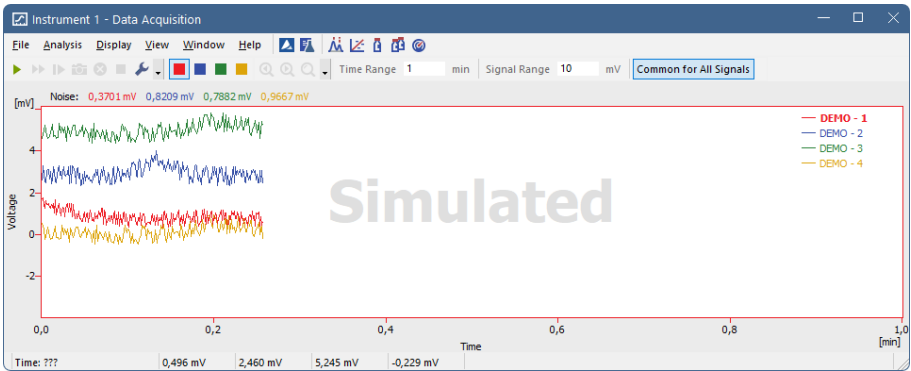 Instrument 1 - Data Acquisition
File Analysis Display View Window Help
Time Range 1 min Signal Range 10 mV Common for All Signals
Noise: 0,3701 mV 0,8209 mV 0,7882 mV 0,9667 mV
[mV]
DEMO - 1
DEMO - 2
DEMO - 3
DEMO - 4
4
2
0
-2
Voltage
Simulated
0,0 0,2 0,4 0,6 0,8 1,0
Time
[min]
Time: ??? 0,496 mV 2,460 mV 5,245 mV -0,229 mV